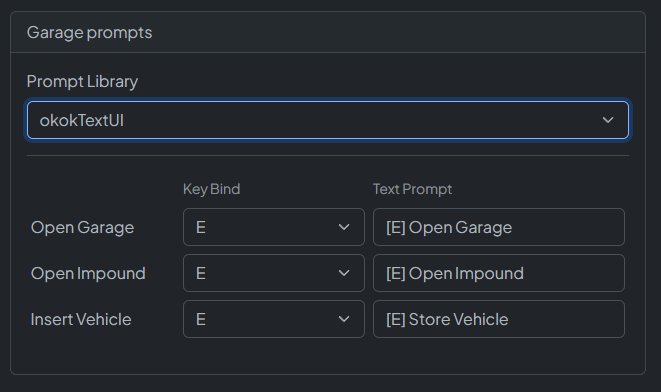 Garage prompts
Prompt Library
okokTextUI
Key Bind Text Prompt
Open Garage E [E] Open Garage
Open Impound E [E] Open Impound
Insert Vehicle E [E] Store Vehicle